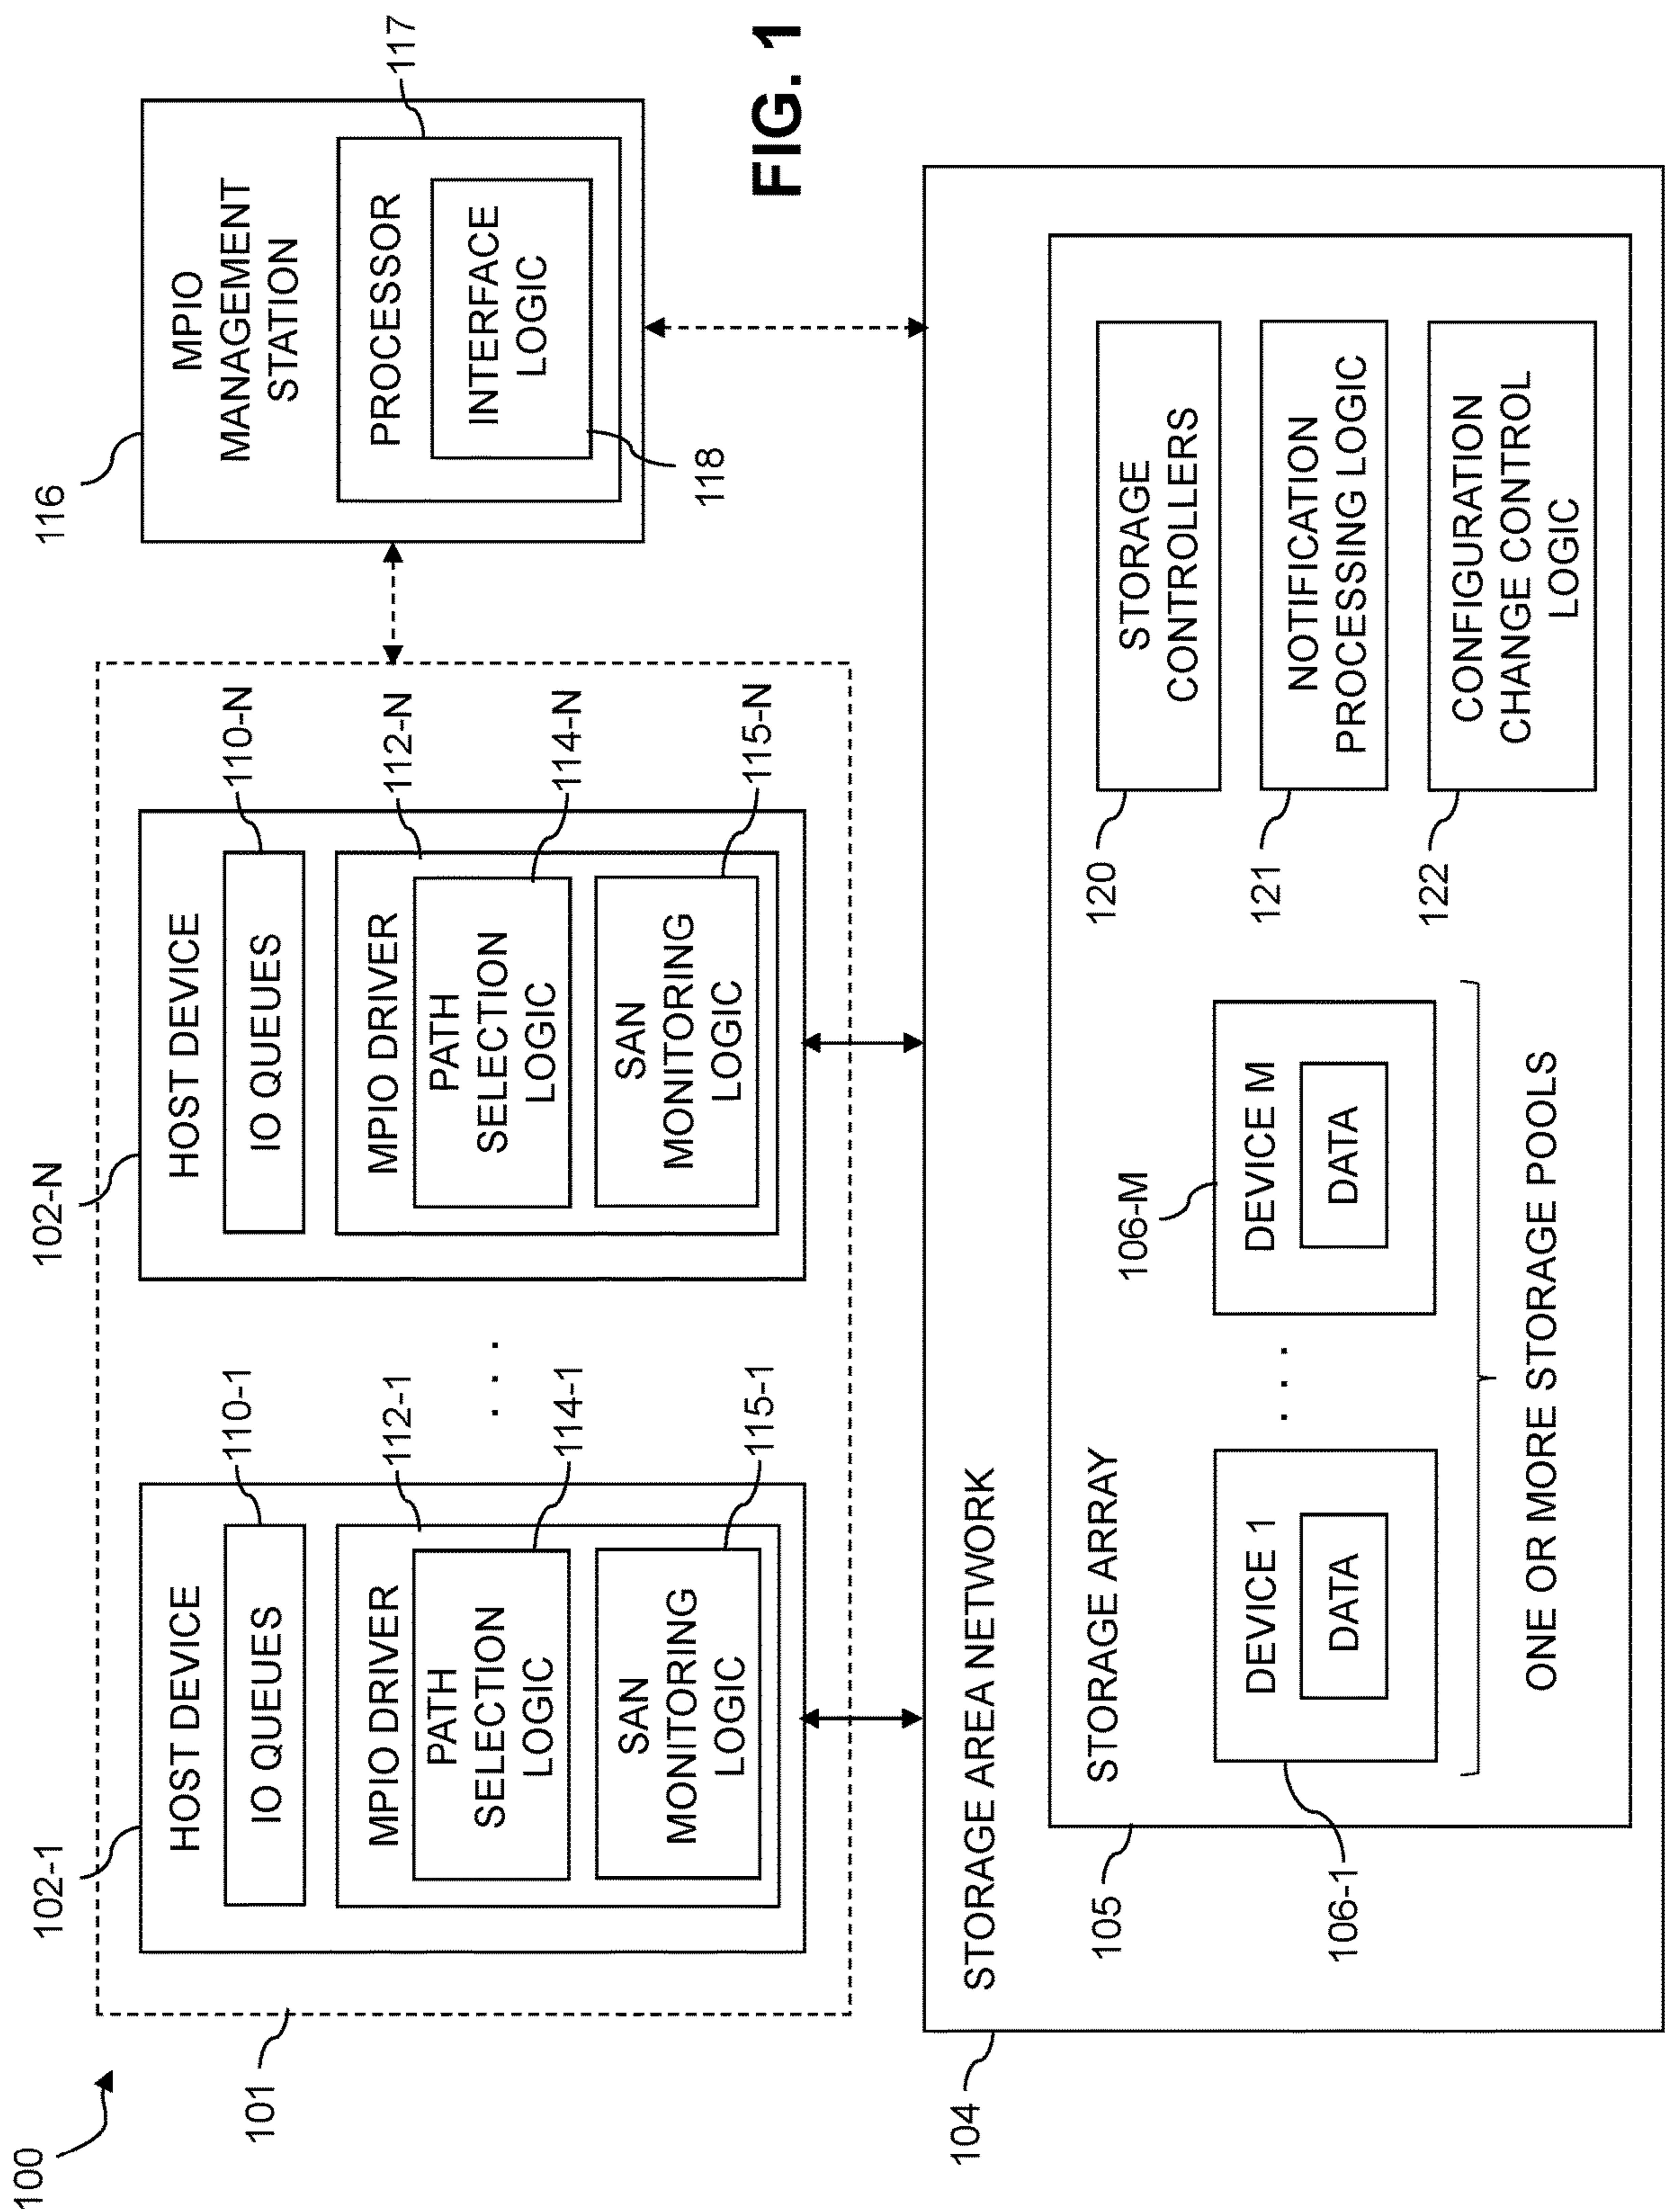 100
101
102-1
HOST DEVICE
IO QUEUES
110-1
MPIO DRIVER
112-1
PATH
SELECTION
LOGIC
114-1
SAN
MONITORING
LOGIC
115-1
. . .
102-N
HOST DEVICE
IO QUEUES
110-N
MPIO DRIVER
112-N
PATH
SELECTION
LOGIC
114-N
SAN
MONITORING
LOGIC
115-N
116
MPIO
MANAGEMENT
STATION
PROCESSOR
117
INTERFACE
LOGIC
118
104
STORAGE AREA NETWORK
105
STORAGE ARRAY
106-1
DEVICE 1
DATA
. . .
106-M
DEVICE M
DATA
ONE OR MORE STORAGE POOLS
120
STORAGE
CONTROLLERS
121
NOTIFICATION
PROCESSING LOGIC
122
CONFIGURATION
CHANGE CONTROL
LOGIC
FIG. 1